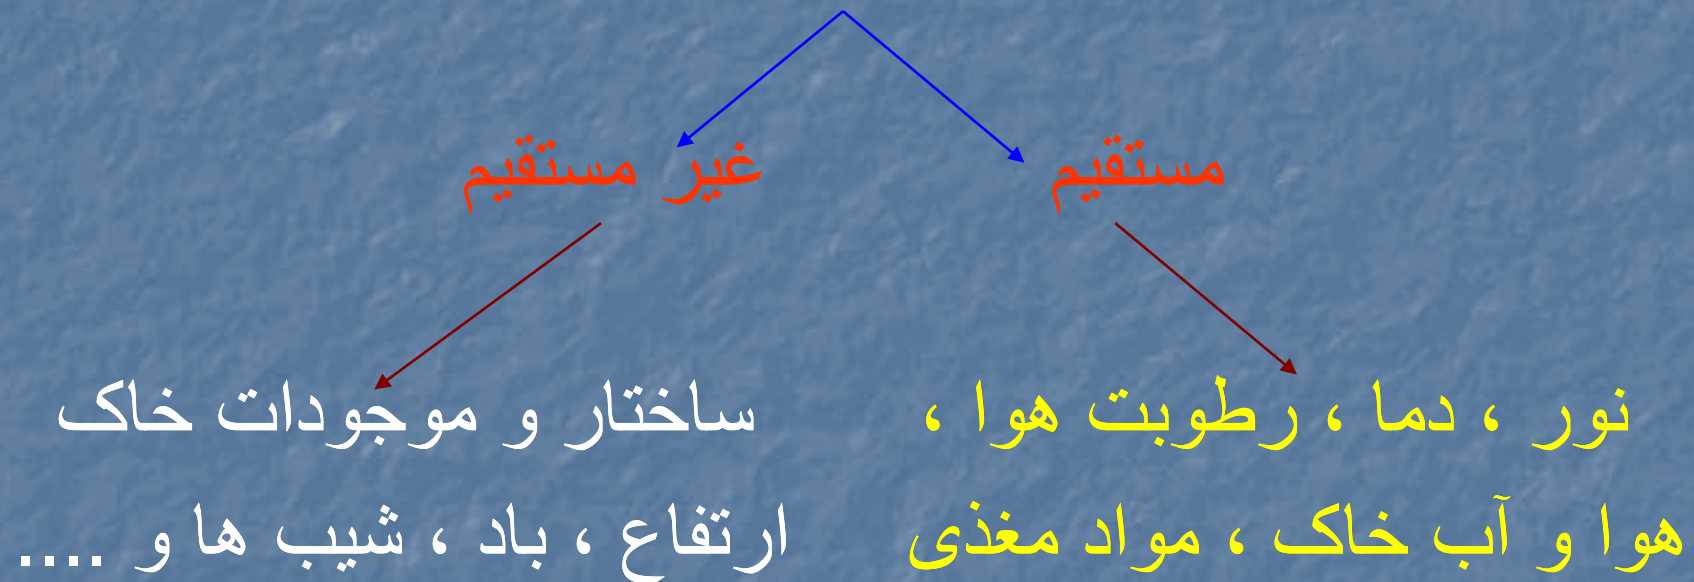 مستقیم
غیر مستقیم
نور ، دما ، رطوبت هوا ،
هوا و آب خاک ، مواد مغذی
ساختار و موجودات خاک
ارتفاع ، باد ، شیب ها و ....